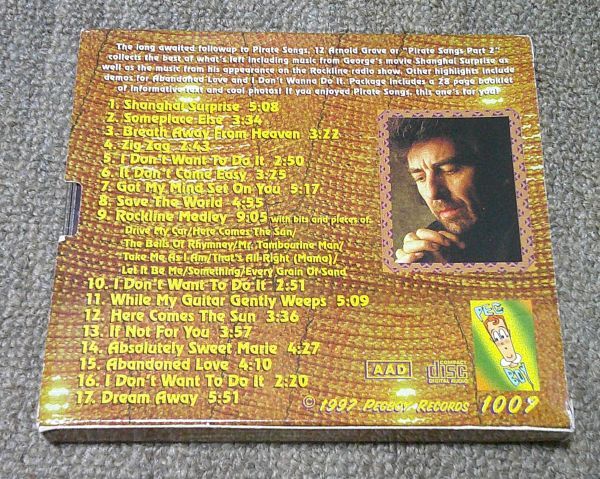 The long awaited followup to Pirate Songs, 12 Arnold Grove or "Pirate Songs Part 2"
collects the best of what's left including music from George's movie Shanghai Surprise as
well as the music from his appearance on the Rockline radio show. Other highlights include
demos for Abandoned Love and I Don't Wanna Do It. Package includes a 28 page booklet
of informative text and cool photos! If you enjoyed Pirate Songs, this one's for you!
1. Shanghai Surprise 5:08
2. Someplace Else 3:34
3. Breath Away From Heaven 3:22
4. Zig-Zag 2:43
5. I Don't Want To Do It 2:50
6. It Don't Come Easy 3:25
7. Got My Mind Set On You 5:17
8. Save The World 4:55
9. Rockline Medley 9:05 with bits and pieces of:
Drive My Car/Here Comes The Sun/
The Bells Of Rhymney/Mr. Tambourine Man/
Take Me As I Am/That's All Right (Mama)/
Let It Be Me/Something/Every Grain Of Sand
10. I Don't Want To Do It 2:51
11. While My Guitar Gently Weeps 5:09
12. Here Comes The Sun 3:36
13. If Not For You 3:57
14. Absolutely Sweet Marie 4:27
15. Abandoned Love 4:10
16. I Don't Want To Do It 2:20
17. Dream Away 5:51
PEG
BOY
AAD
COMPACT
disc
DIGITAL AUDIO
© 1997 Pegboy Records 1009